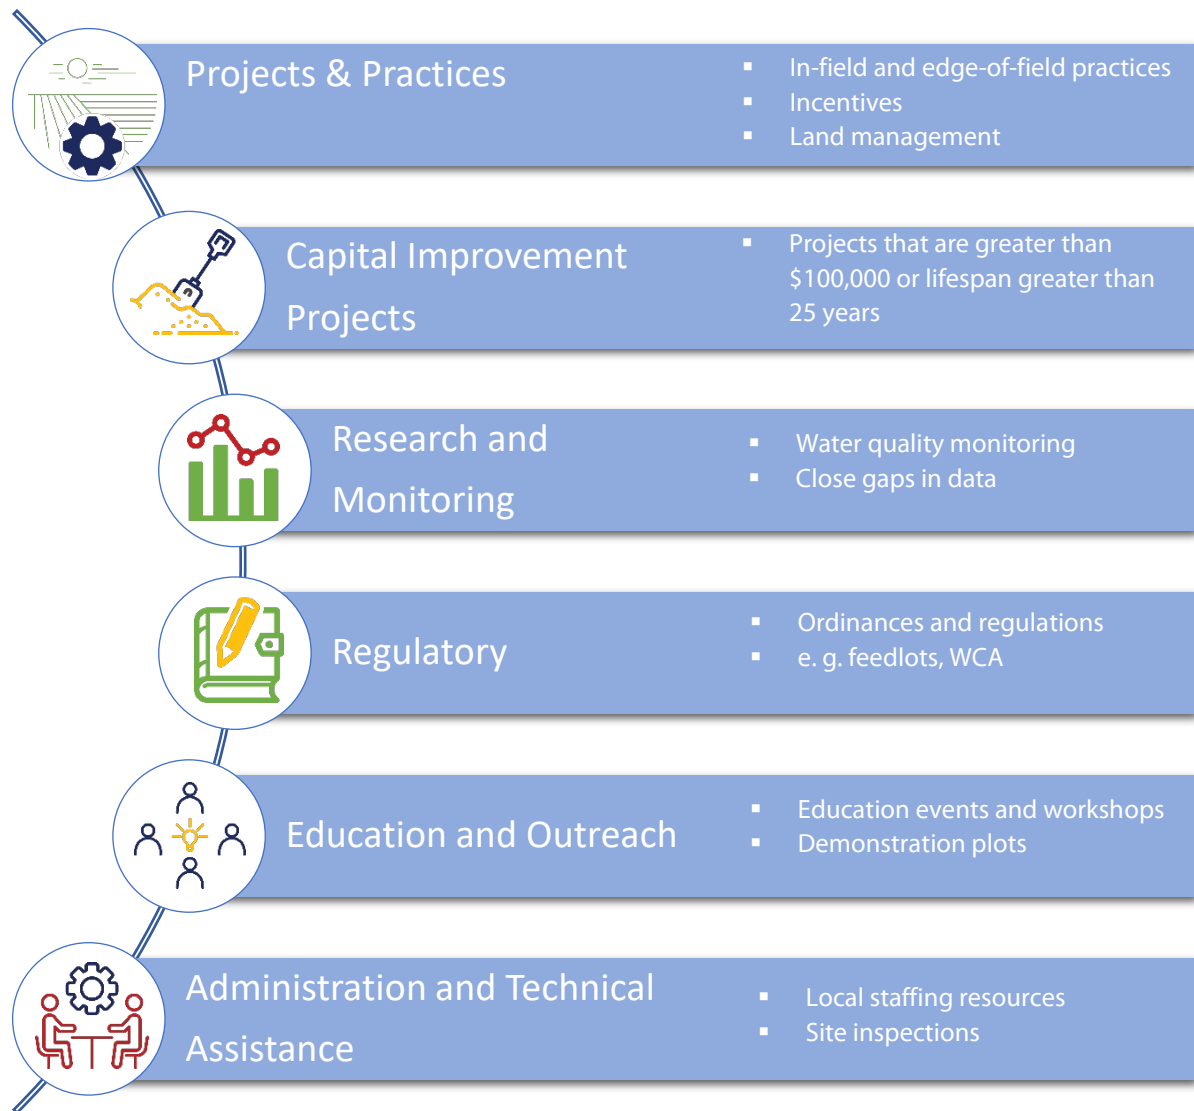 Projects & Practices
▪ In-field and edge-of-field practices
▪ Incentives
▪ Land management
Capital Improvement
Projects
▪ Projects that are greater than
$100,000 or lifespan greater than
25 years
Research and
Monitoring
▪ Water quality monitoring
▪ Close gaps in data
Regulatory
▪ Ordinances and regulations
▪ e. g. feedlots, WCA
Education and Outreach
▪ Education events and workshops
▪ Demonstration plots
Administration and Technical
Assistance
▪ Local staffing resources
▪ Site inspections